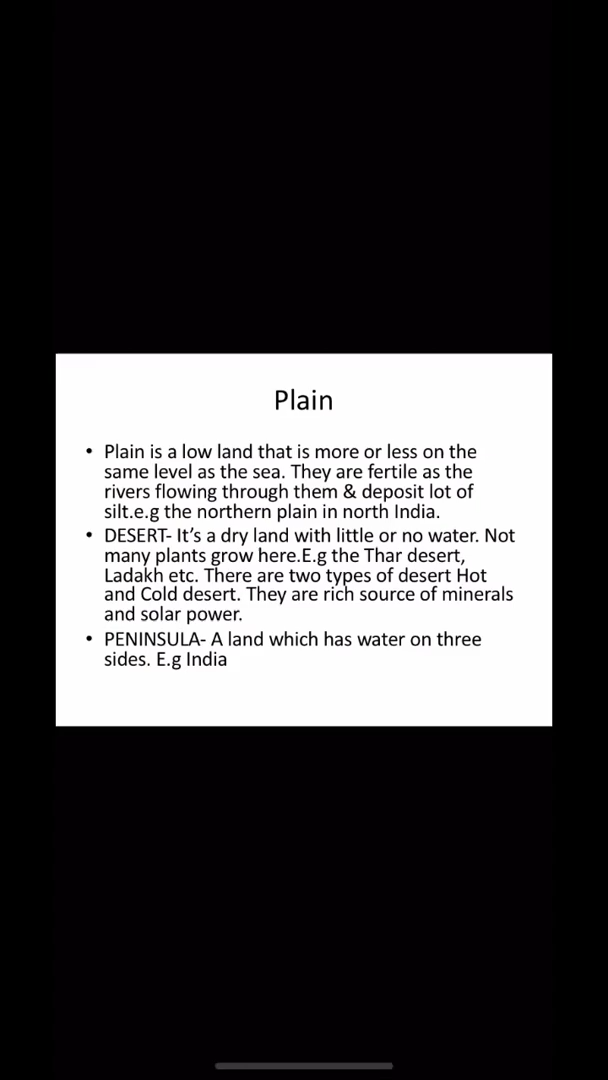 Plain
• Plain is a low land that is more or less on the
same level as the sea. They are fertile as the
rivers flowing through them & deposit lot of
silt.e.g the northern plain in north India.
• DESERT- It’s a dry land with little or no water. Not
many plants grow here.E.g the Thar desert,
Ladakh etc. There are two types of desert Hot
and Cold desert. They are rich source of minerals
and solar power.
• PENINSULA- A land which has water on three
sides. E.g India